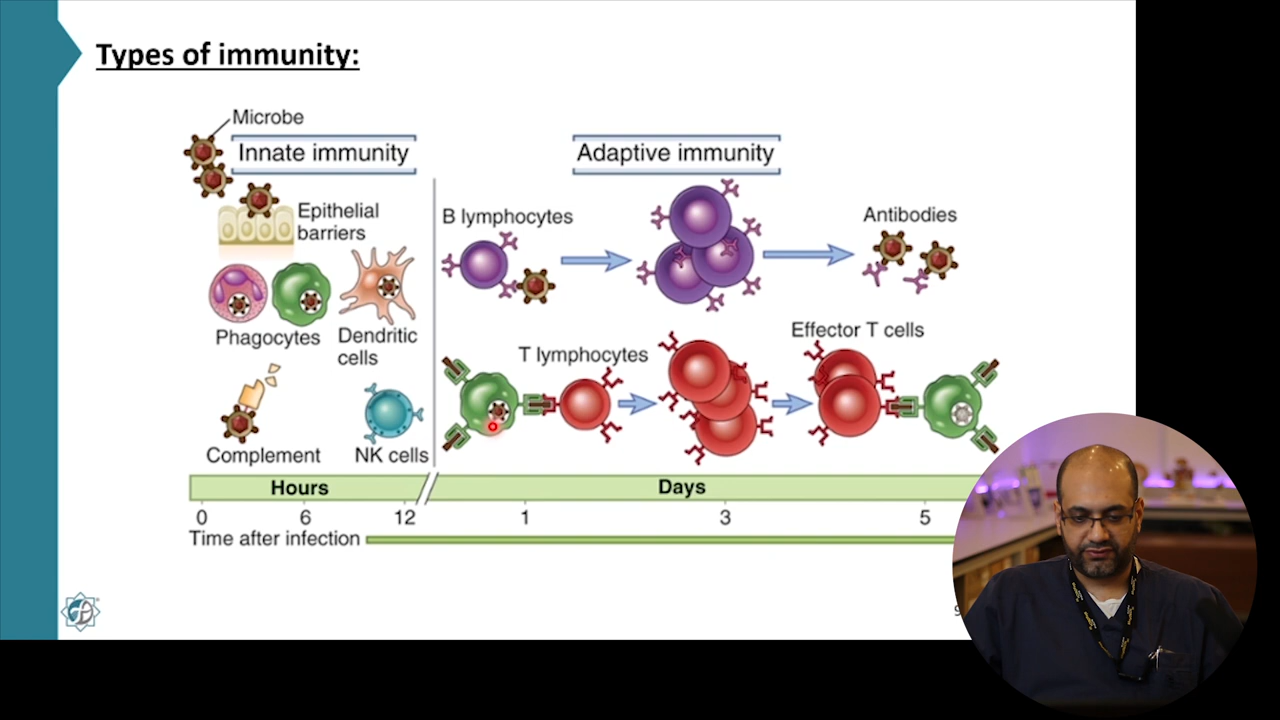 Types of immunity:
Microbe
Innate immunity
Adaptive immunity
Epithelial
barriers
B lymphocytes
Antibodies
Phagocytes
Dendritic
cells
T lymphocytes
Effector T cells
Complement
NK cells
Hours
Days
0 6 12 1 3 5
Time after infection